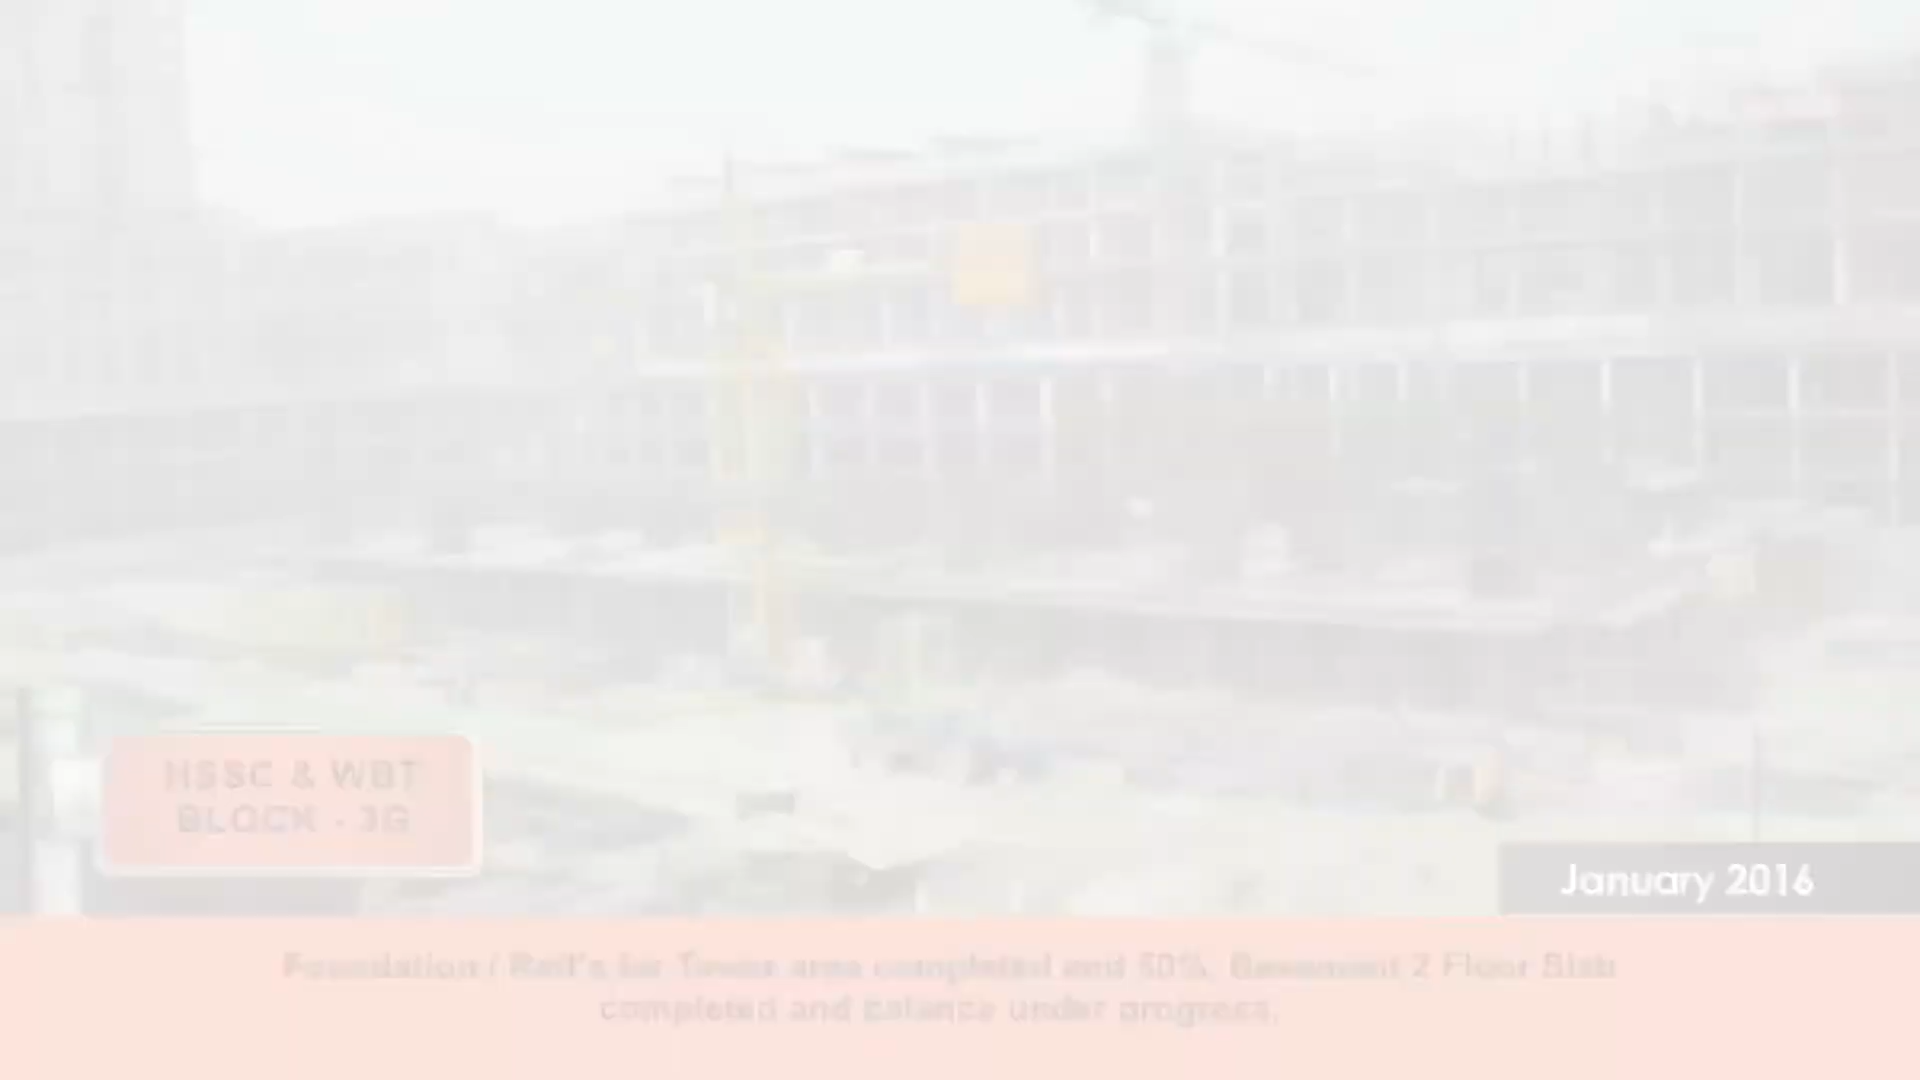 HSSC & WBT
BLOCK - 3G
January 2016
Foundation / Raft's for Tower area completed and 50% Basement 2 Floor Slab
completed and balance under progress.